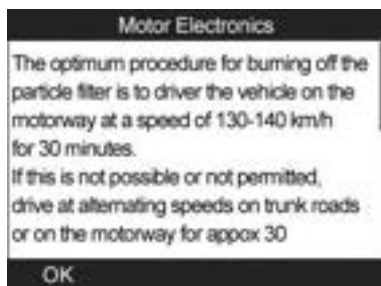 Motor Electronics
The optimum procedure for burning off the
particle filter is to driver the vehicle on the
motorway at a speed of 130-140 km/h
for 30 minutes.
If this is not possible or not permitted,
drive at alternating speeds on trunk roads
or on the motorway for appox 30
OK